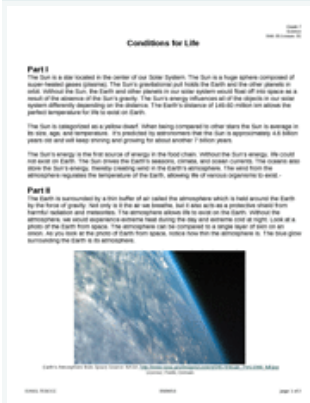 Conditions for Life
Part I
The Sun is a star located in the center of our Solar System. The Sun is a huge sphere composed of
super-heated gases (plasma). The Sun's gravitational pull holds the Earth and the other planets in
orbit. Without the Sun, the Earth and other planets in our solar system would float off into space as a
result of the absence of the Sun's gravity. The Sun's energy influences all of the objects in our solar
system differently depending on the distance. The Earth's distance of 149.60 million km allows the
perfect temperature for life to exist on Earth.
The Sun is categorized as a yellow dwarf. When being compared to other stars the Sun is average in
its size, age, and temperature. It's predicted by astronomers that the Sun is approximately 4.6 billion
years old and will keep shining and growing for about another 7 billion years.
The Sun's energy is the first source of energy in the food chain; without the Sun's energy, life could
not exist on Earth. The Sun drives the Earth's seasons, climate, and ocean currents. The oceans also
store the Sun's energy, thereby creating wind in the Earth's atmosphere. The wind from the
atmosphere regulates the temperature of the Earth, allowing life of various organisms to exist.
Part II
The Earth is surrounded by a thin buffer of air called the atmosphere which is held around the Earth
by the force of gravity. Not only is it the air we breathe, but it also acts as a protective shield from
harmful radiation and meteorites. The atmosphere allows life to exist on the Earth. Without the
atmosphere, we would experience extreme heat during the day and extreme cold at night. Look at a
photo of the Earth from space. The atmosphere can be compared to a single layer of skin on an
onion. As you look at the photo of Earth from space, notice how thin the atmosphere is. The blue glow
surrounding the Earth is its atmosphere.
Earth's Atmosphere from Space Source: NASA
License: Public Domain
page 1 of 2